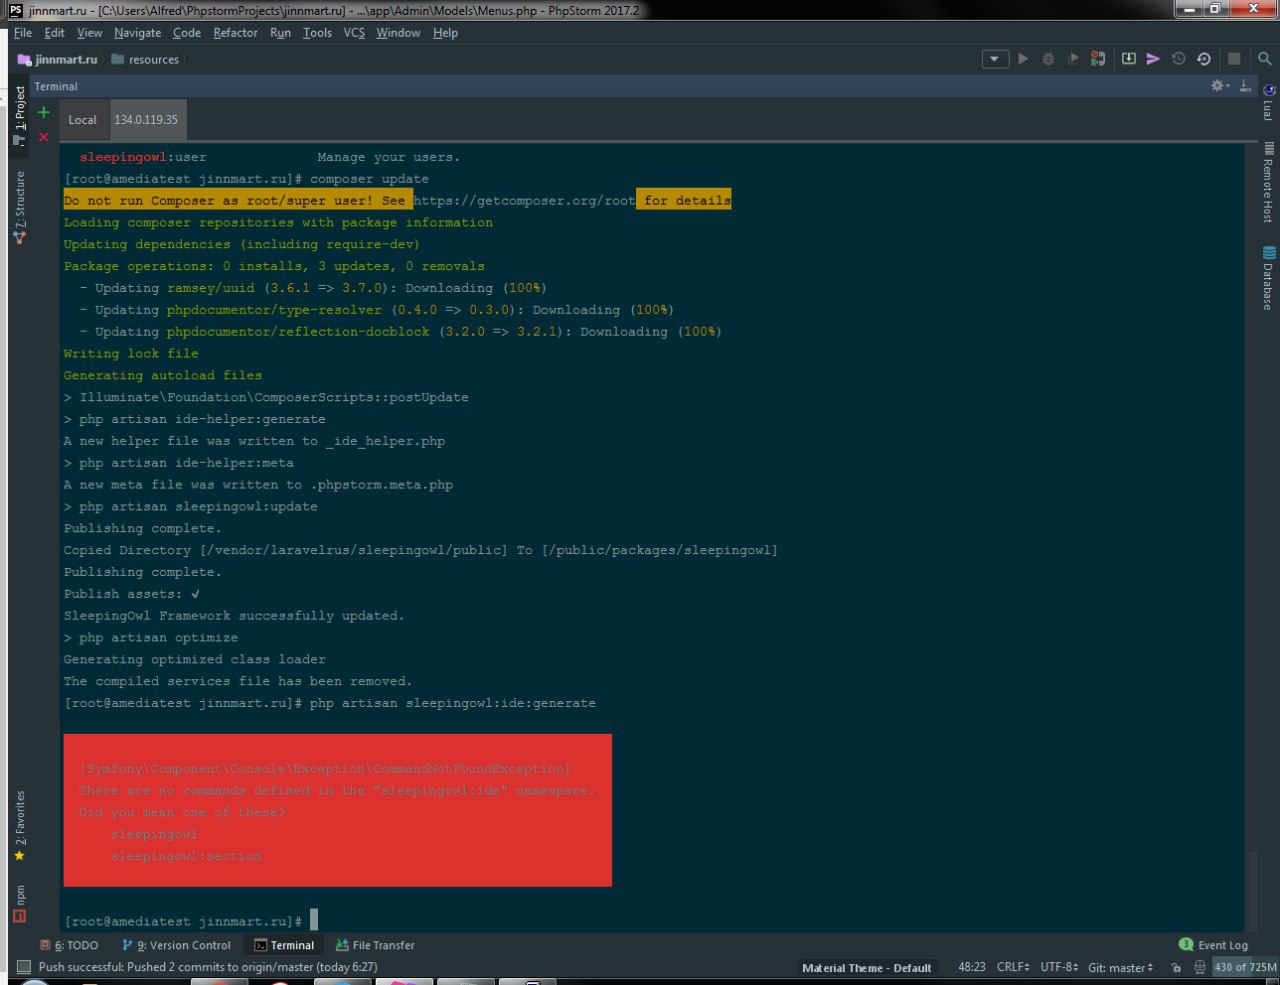 jinnmart.ru - [C:\Users\Alfred\PhpstormProjects\jinnmart.ru] - ...\app\Admin\Models\Menus.php - PhpStorm 2017.2
File Edit View Navigate Code Refactor Run Tools VCS Window Help
jinnmart.ru resources
Terminal
Local 134.0.119.35
sleepingowl:user Manage your users.
[root@amediatest jinnmart.ru]# composer update
Do not run Composer as root/super user! See https://getcomposer.org/root for details
Loading composer repositories with package information
Updating dependencies (including require-dev)
Package operations: 0 installs, 3 updates, 0 removals
- Updating ramsey/uuid (3.6.1 => 3.7.0): Downloading (100%)
- Updating phpdocumentor/type-resolver (0.4.0 => 0.3.0): Downloading (100%)
- Updating phpdocumentor/reflection-docblock (3.2.0 => 3.2.1): Downloading (100%)
Writing lock file
Generating autoload files
> Illuminate\Foundation\ComposerScripts::postUpdate
> php artisan ide-helper:generate
A new helper file was written to _ide_helper.php
> php artisan ide-helper:meta
A new meta file was written to .phpstorm.meta.php
> php artisan sleepingowl:update
Publishing complete.
Copied Directory [/vendor/laravelrus/sleepingowl/public] To [/public/packages/sleepingowl]
Publishing complete.
Publish assets: √
SleepingOwl Framework successfully updated.
> php artisan optimize
Generating optimized class loader
The compiled services file has been removed.
[root@amediatest jinnmart.ru]# php artisan sleepingowl:ide:generate
[Symfony\Component\Console\Exception\CommandNotFoundException]
There are no commands defined in the "sleepingowl:ide" namespace.
Did you mean one of these?
sleepingowl
sleepingowl:section
[root@amediatest jinnmart.ru]#
1: Project
7: Structure
2: Favorites
npm
LuaJ
Remote Host
Database
6: TODO 9: Version Control Terminal File Transfer 3 Event Log
Push successful: Pushed 2 commits to origin/master (today 6:27) Material Theme - Default 48:23 CRLF UTF-8 Git: master 430 of 725M